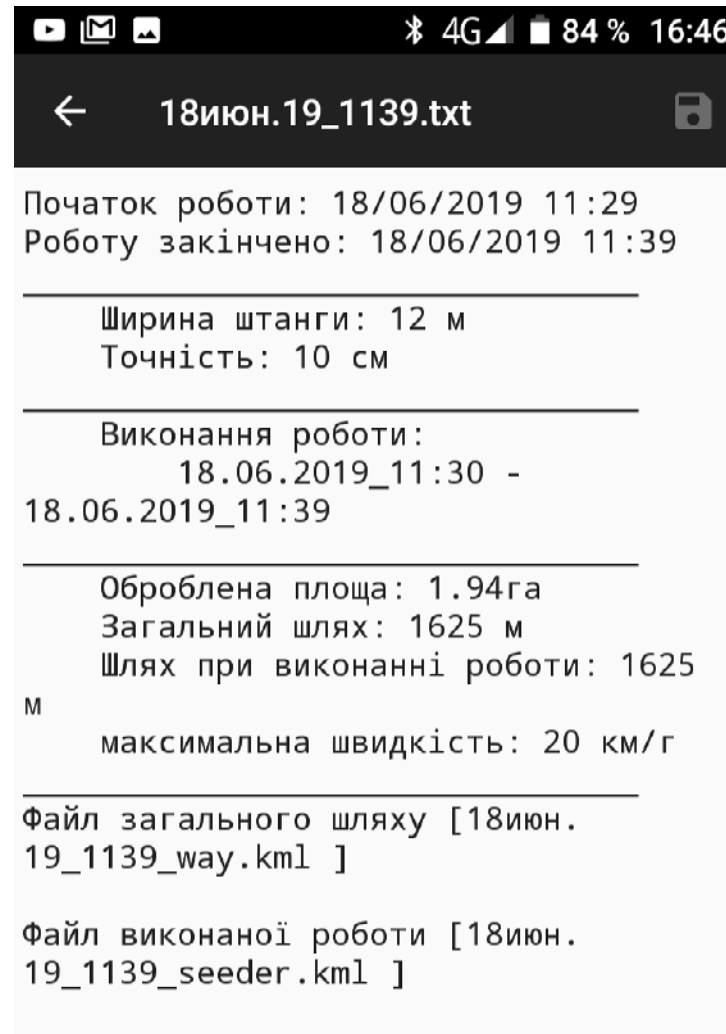 4G 84 % 16:46
18июн.19_1139.txt
Початок роботи: 18/06/2019 11:29
Роботу закінчено: 18/06/2019 11:39
Ширина штанги: 12 м
Точність: 10 см
Виконання роботи:
18.06.2019_11:30 -
18.06.2019_11:39
Оброблена площа: 1.94га
Загальний шлях: 1625 м
Шлях при виконанні роботи: 1625
м
максимальна швидкість: 20 км/г
Файл загального шляху [18июн.
19_1139_way.kml ]
Файл виконаної роботи [18июн.
19_1139_seeder.kml ]